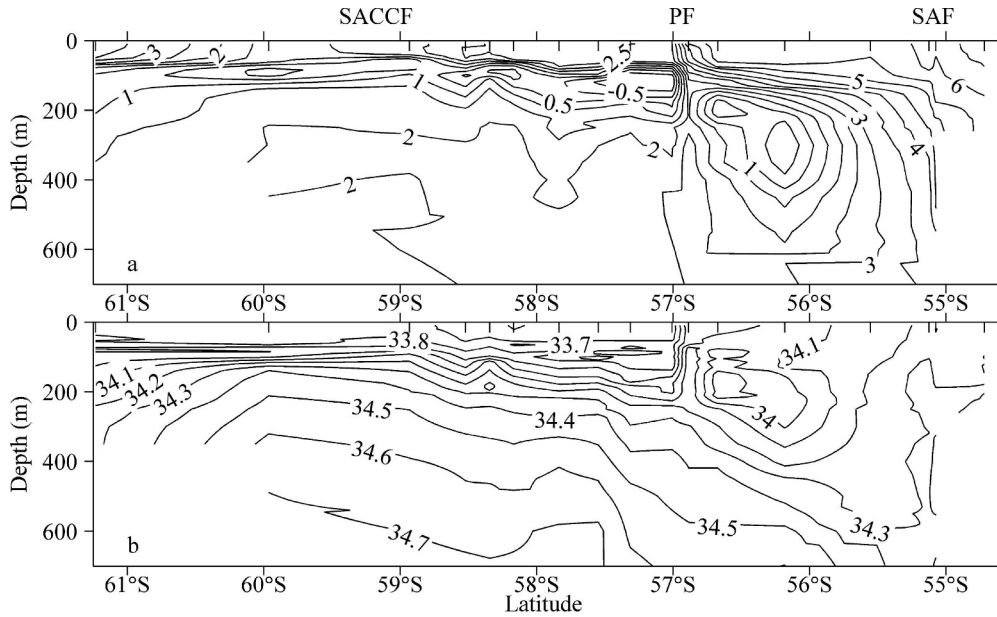 SACCF PF SAF
0
200
400
600
Depth (m)
3 2 2.5 5 6
1 0.5 -0.5 3
2 2 4
2 1
3
a
61°S 60°S 59°S 58°S 57°S 56°S 55°S
0
200
400
600
Depth (m)
33.8 33.7 34.1
34.1
34.2
34.3 34.5 34.4 34
34.6
34.7 34.5 34.3
b
61°S 60°S 59°S 58°S 57°S 56°S 55°S
Latitude